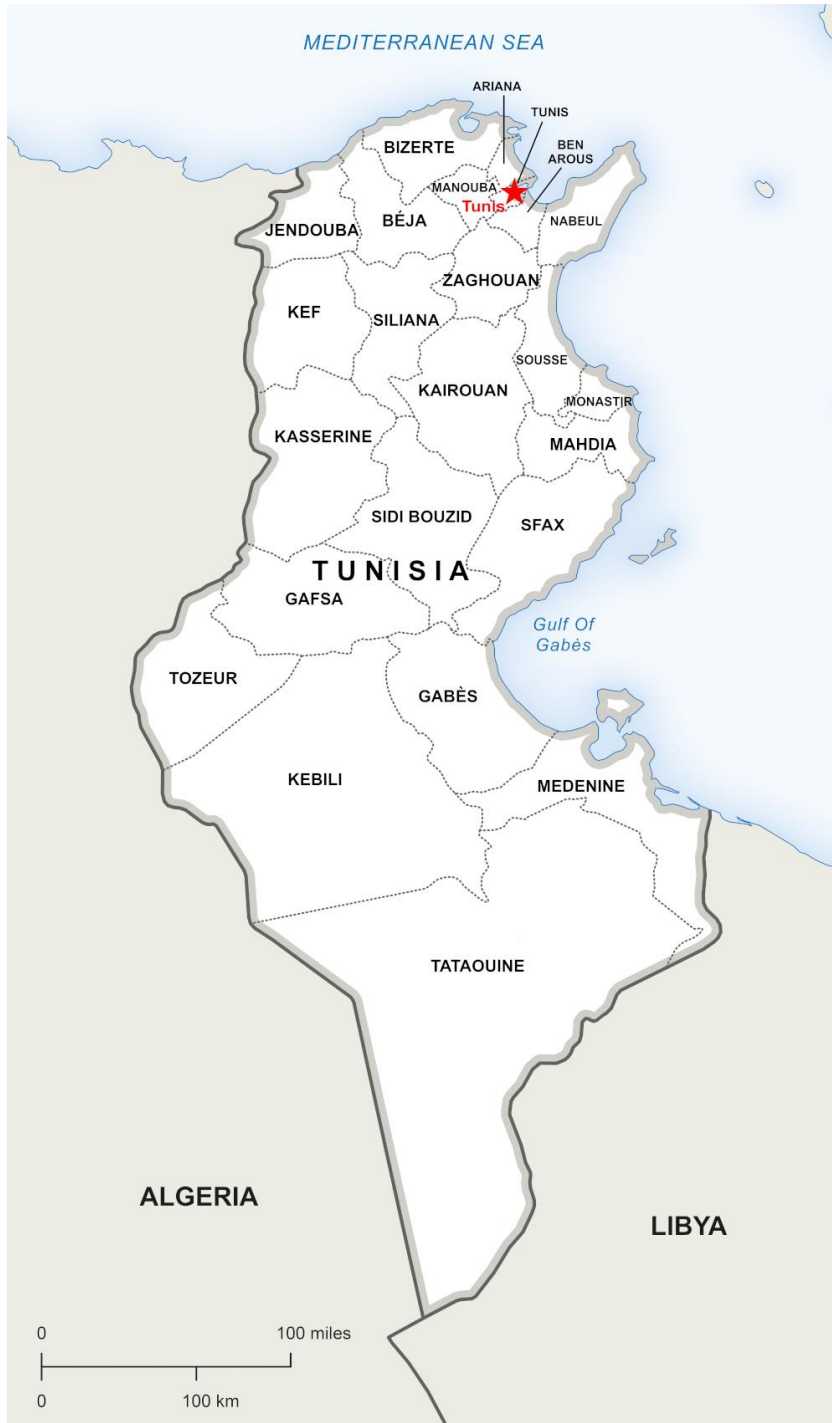 MEDITERRANEAN SEA
ARIANA
TUNIS
BEN
AROUS
BIZERTE
MANOUBA
Tunis
NABEUL
JENDOUBA
BÉJA
ZAGHOUAN
KEF
SILIANA
SOUSSE
KAIROUAN
MONASTIR
KASSERINE
MAHDIA
SIDI BOUZID
SFAX
TUNISIA
GAFSA
Gulf Of
Gabès
TOZEUR
GABÈS
KEBILI
MEDENINE
TATAOUINE
ALGERIA
LIBYA
0 100 miles
0 100 km